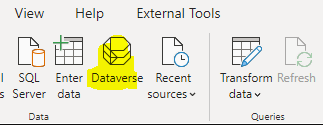 View Help External Tools
SQL Server
Enter data
Dataverse
Recent sources
Transform data
Refresh
Data Queries